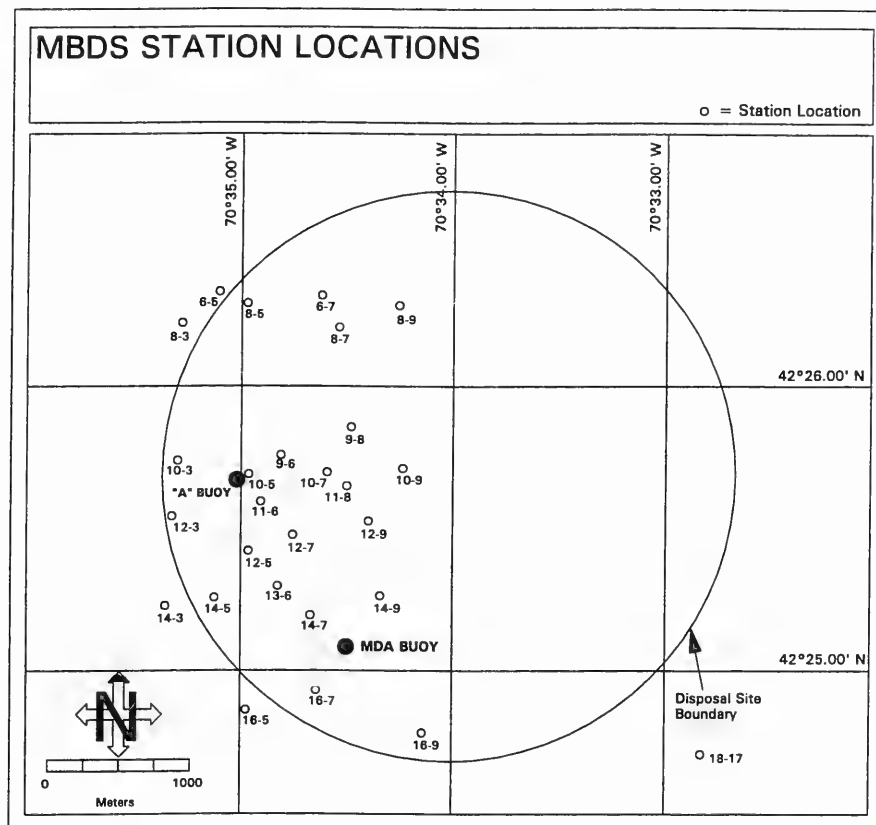 MBDS STATION LOCATIONS
o = Station Location
70°35.00' W
70°34.00' W
70°33.00' W
6-5
8-5
6-7
8-9
8-3
8-7
42°26.00' N
9-8
10-3
9-6
10-5
10-7
10-9
"A" BUOY
11-8
11-6
12-3
12-9
12-7
12-5
13-6
14-5
14-9
14-3
14-7
MDA BUOY
42°25.00' N
16-7
Disposal Site
Boundary
16-5
N
16-9
18-17
0
1000
Meters